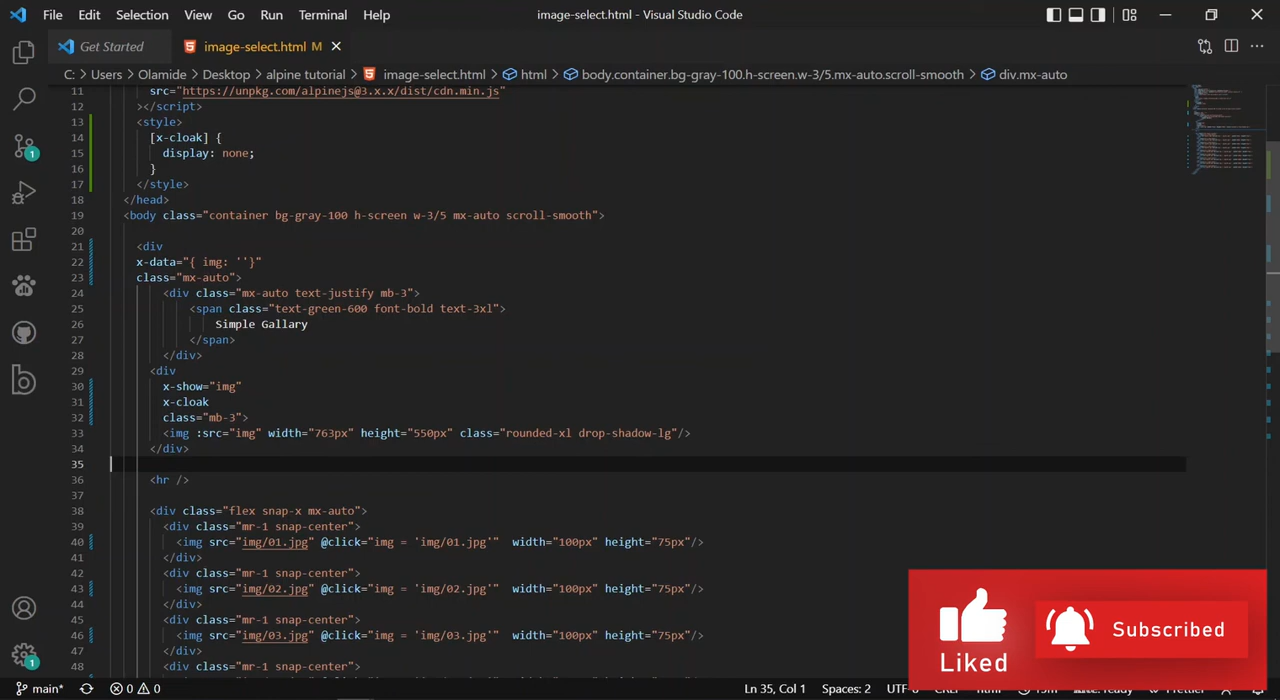 File Edit Selection View Go Run Terminal Help image-select.html - Visual Studio Code
Get Started image-select.html M
C: > Users > Olamide > Desktop > alpine tutorial > image-select.html > html > body.container.bg-gray-100.h-screen.w-3/5.mx-auto.scroll-smooth > div.mx-auto
11 src="https://unpkg.com/alpinejs@3.x.x/dist/cdn.min.js"
12 ></script>
13 <style>
14 [x-cloak] {
15 display: none;
16 }
17 </style>
18 </head>
19 <body class="container bg-gray-100 h-screen w-3/5 mx-auto scroll-smooth">
20
21 <div
22 x-data="{ img: ''}"
23 class="mx-auto">
24 <div class="mx-auto text-justify mb-3">
25 <span class="text-green-600 font-bold text-3xl">
26 Simple Gallary
27 </span>
28 </div>
29 <div
30 x-show="img"
31 x-cloak
32 class="mb-3">
33 <img :src="img" width="763px" height="550px" class="rounded-xl drop-shadow-lg"/>
34 </div>
35
36 <hr />
37
38 <div class="flex snap-x mx-auto">
39 <div class="mr-1 snap-center">
40 <img src="img/01.jpg" @click="img = 'img/01.jpg'" width="100px" height="75px"/>
41 </div>
42 <div class="mr-1 snap-center">
43 <img src="img/02.jpg" @click="img = 'img/02.jpg'" width="100px" height="75px"/>
44 </div>
45 <div class="mr-1 snap-center">
46 <img src="img/03.jpg" @click="img = 'img/03.jpg'" width="100px" height="75px"/>
47 </div>
48 <div class="mr-1 snap-center">
1
1
Liked
Subscribed
main* 0 0 Ln 35, Col 1 Spaces: 2